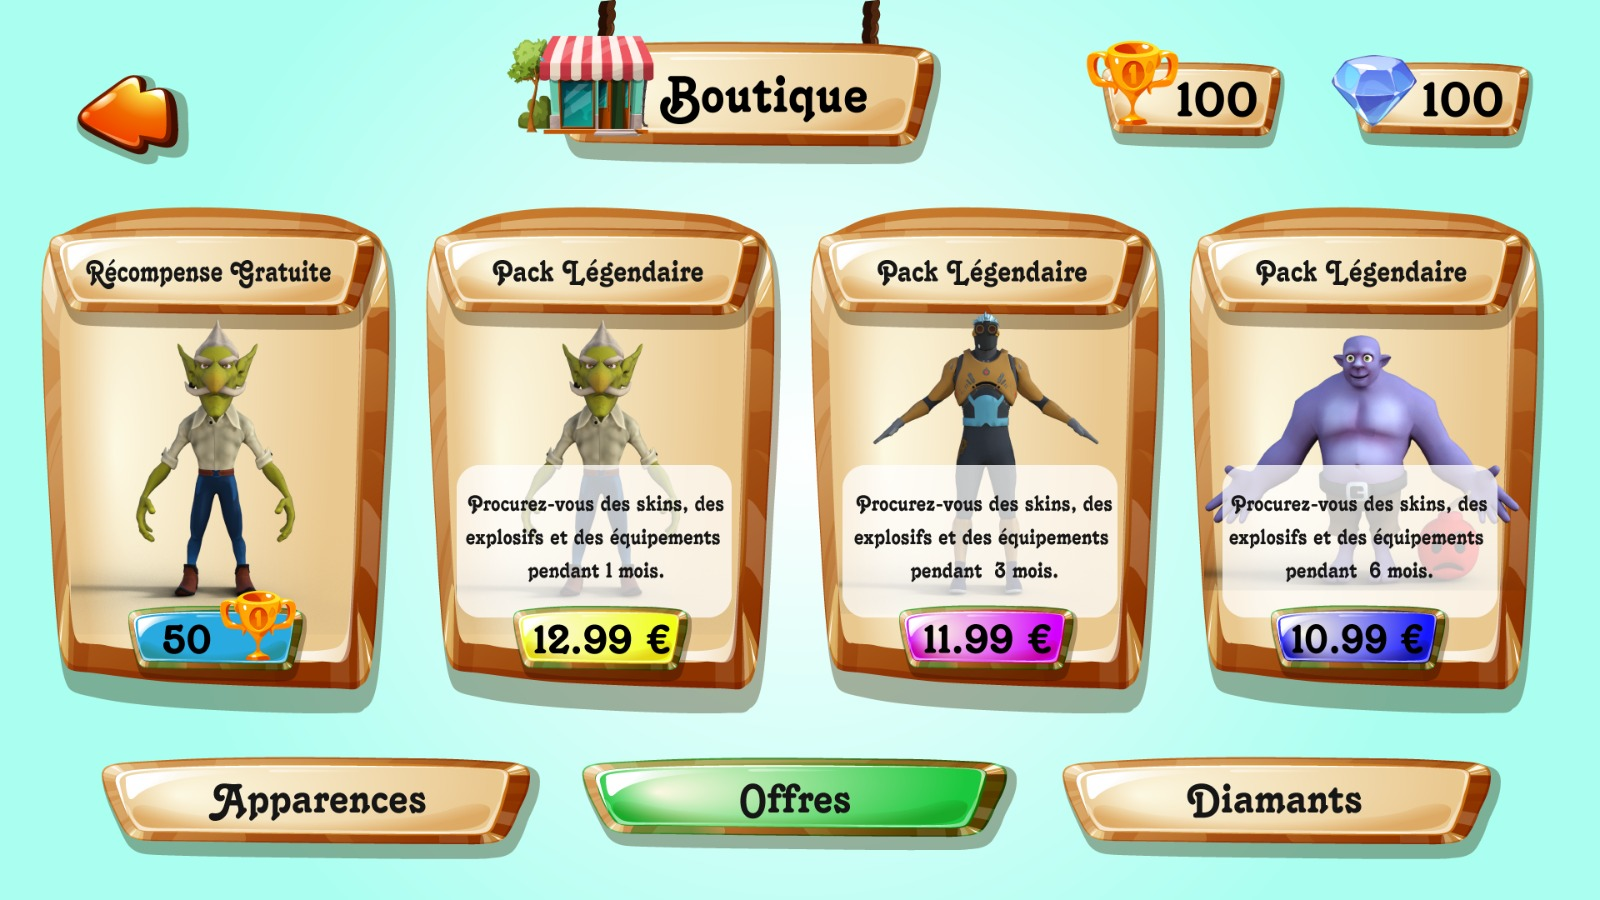 Boutique
1
100
100
Récompense Gratuite
50
1
Pack Légendaire
Procurez-vous des skins, des
explosifs et des équipements
pendant 1 mois.
12.99 €
Pack Légendaire
Procurez-vous des skins, des
explosifs et des équipements
pendant 3 mois.
11.99 €
Pack Légendaire
Procurez-vous des skins, des
explosifs et des équipements
pendant 6 mois.
10.99 €
Apparences
Offres
Diamants